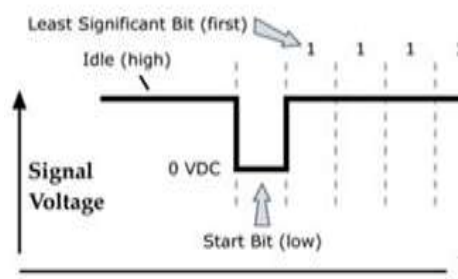 Least Significant Bit (first)
1 1 1
Idle (high)
Signal
Voltage
0 VDC
Start Bit (low)